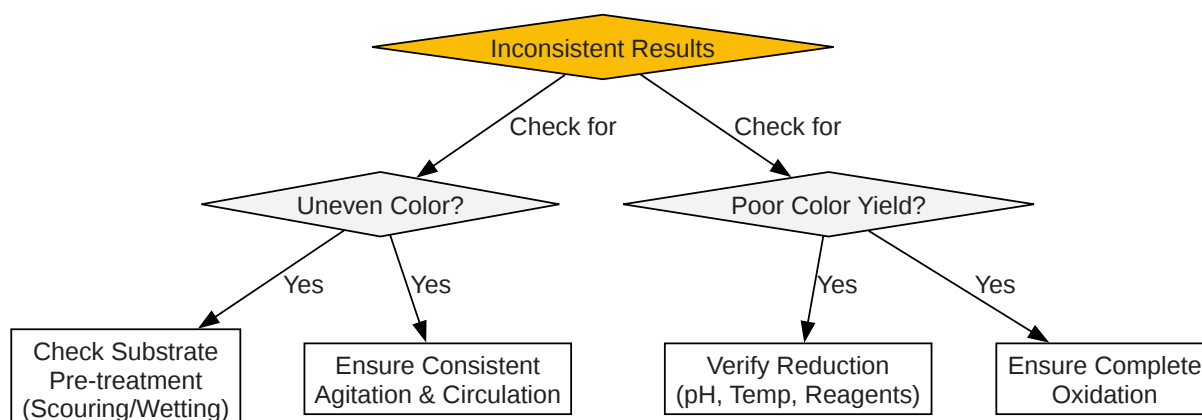 Inconsistent Results
Check for
Check for
Uneven Color?
Poor Color Yield?
Yes
Yes
Yes
Yes
Check Substrate
Pre-treatment
(Scouring/Wetting)
Ensure Consistent
Agitation & Circulation
Verify Reduction
(pH, Temp, Reagents)
Ensure Complete
Oxidation